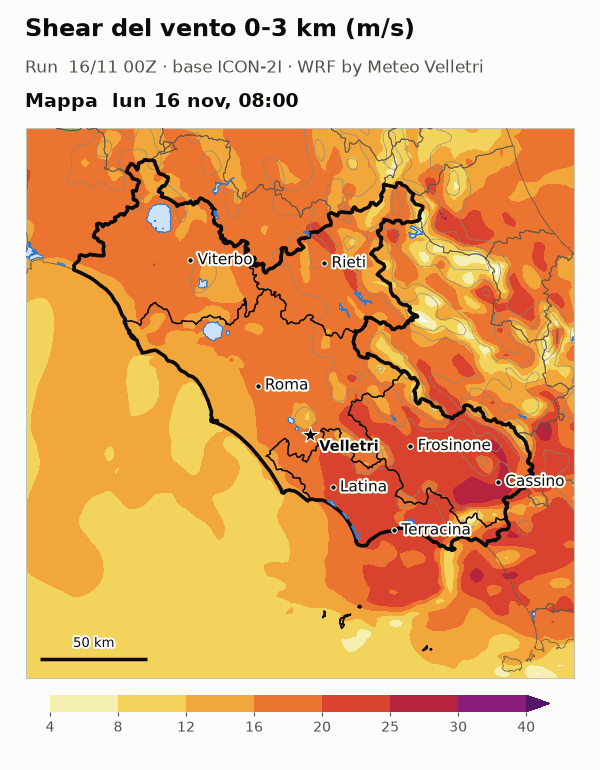 Shear del vento 0-3 km (m/s)
Run  16/11 00Z · base ICON-2I · WRF by Meteo Velletri
Mappa  lun 16 nov, 08:00
Viterbo
Rieti
Roma
Velletri
Frosinone
Latina
Cassino
Terracina
50 km
4 8 12 16 20 25 30 40